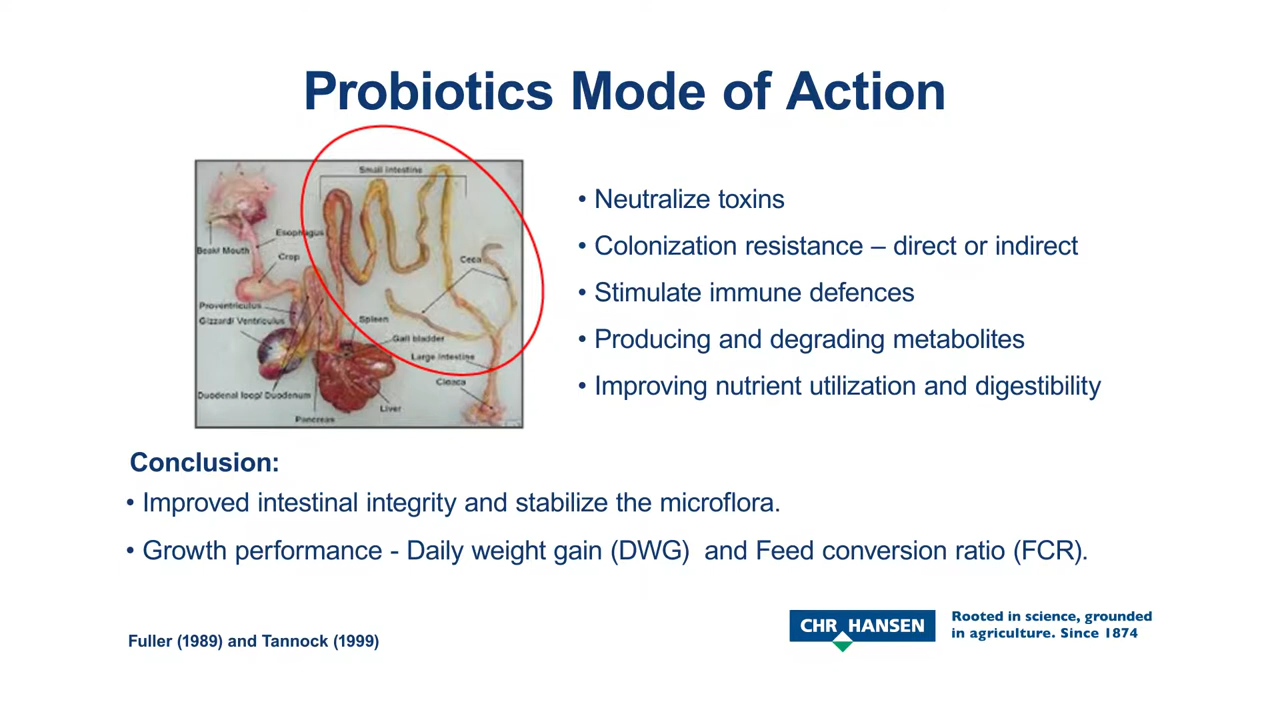 Probiotics Mode of Action
Small Intestine
Esophagus
Beak/ Mouth
Crop
Ceca
Proventriculus
Gizzard/ Ventriculus
Spleen
Gall bladder
Large Intestine
Cloaca
Duodenal loop/ Duodenum
Liver
Pancreas
• Neutralize toxins
• Colonization resistance – direct or indirect
• Stimulate immune defences
• Producing and degrading metabolites
• Improving nutrient utilization and digestibility
Conclusion:
• Improved intestinal integrity and stabilize the microflora.
• Growth performance - Daily weight gain (DWG) and Feed conversion ratio (FCR).
Fuller (1989) and Tannock (1999)
CHR HANSEN
Rooted in science, grounded
in agriculture. Since 1874